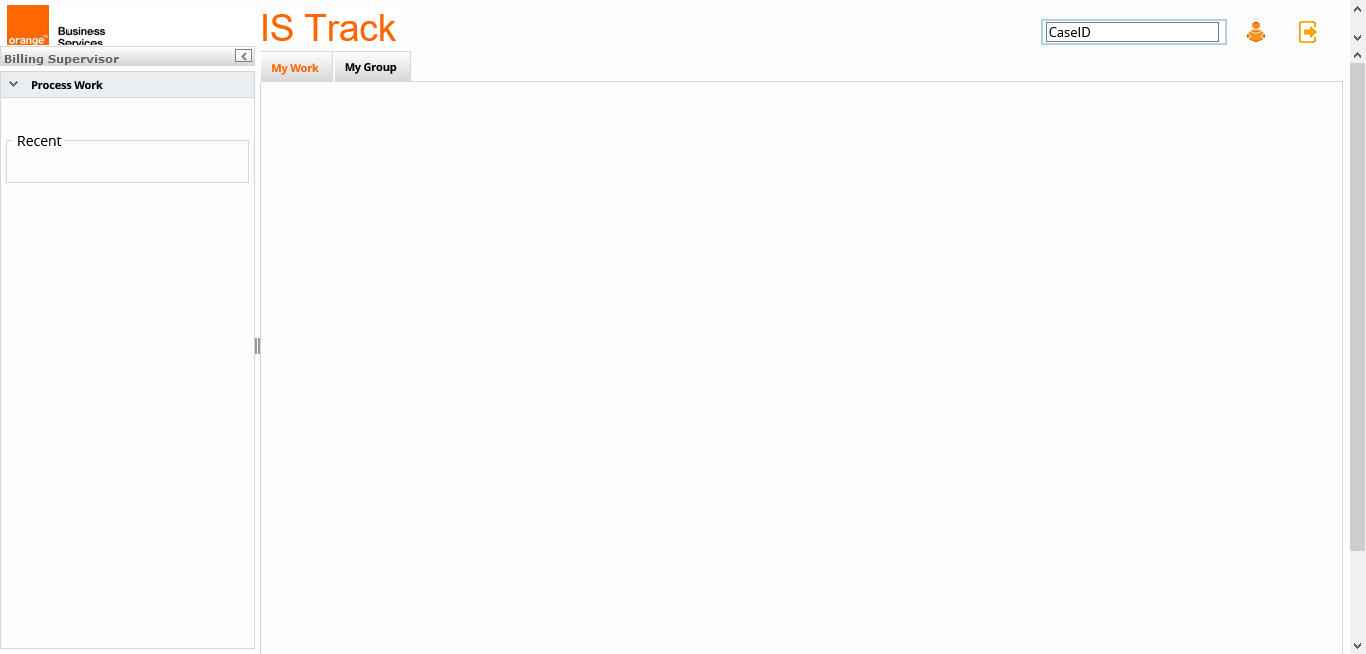 orange™
Business
Services
IS Track
CaseID
Billing Supervisor
My Work
My Group
Process Work
Recent